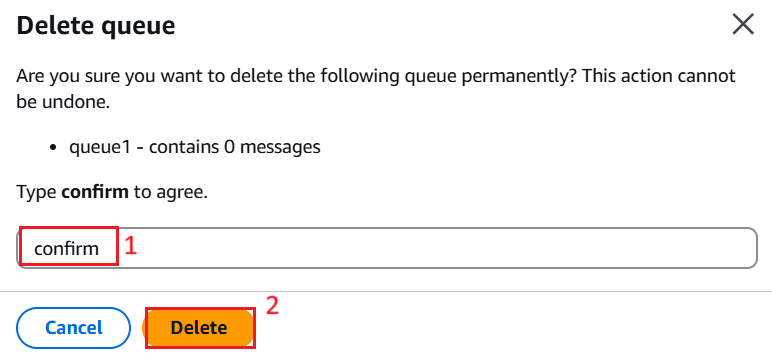 Delete queue
Are you sure you want to delete the following queue permanently? This action cannot
be undone.
• queue1 - contains 0 messages
Type confirm to agree.
confirm 1
2
Cancel Delete